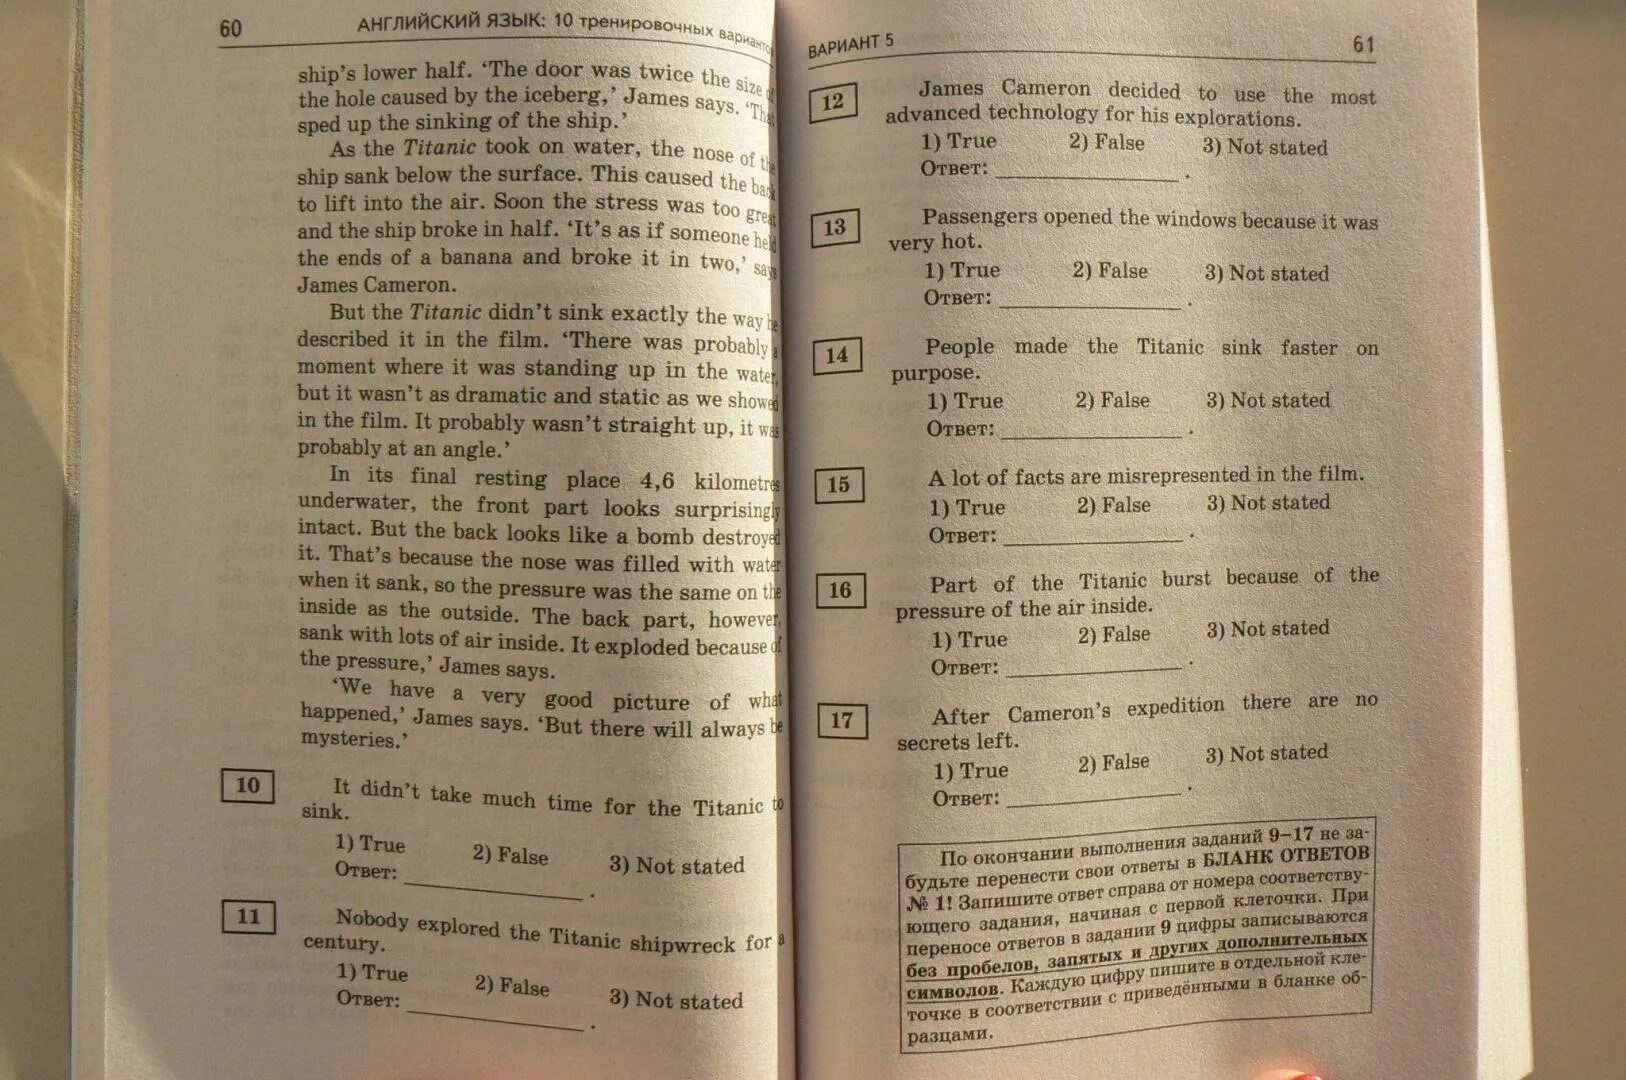 60
АНГЛИЙСКИЙ ЯЗЫК: 10 тренировочных вариантов
ship's lower half. ‘The door was twice the size of
the hole caused by the iceberg,’ James says. ‘That
sped up the sinking of the ship.’
As the Titanic took on water, the nose of the
ship sank below the surface. This caused the back
to lift into the air. Soon the stress was too great
and the ship broke in half. ‘It's as if someone held
the ends of a banana and broke it in two,’ says
James Cameron.
But the Titanic didn't sink exactly the way he
described it in the film. ‘There was probably a
moment where it was standing up in the water,
but it wasn't as dramatic and static as we showed
in the film. It probably wasn't straight up, it was
probably at an angle.’
In its final resting place 4,6 kilometres
underwater, the front part looks surprisingly
intact. But the back looks like a bomb destroyed
it. That's because the nose was filled with water
when it sank, so the pressure was the same on the
inside as the outside. The back part, however,
sank with lots of air inside. It exploded because of
the pressure,’ James says.
‘We have a very good picture of what
happened,’ James says. ‘But there will always be
mysteries.’
10 It didn't take much time for the Titanic to
sink.
1) True 2) False 3) Not stated
Ответ: ____________.
11 Nobody explored the Titanic shipwreck for a
century.
1) True 2) False 3) Not stated
Ответ: ____________.
ВАРИАНТ 5
61
12 James Cameron decided to use the most
advanced technology for his explorations.
1) True 2) False 3) Not stated
Ответ: ____________.
13 Passengers opened the windows because it was
very hot.
1) True 2) False 3) Not stated
Ответ: ____________.
14 People made the Titanic sink faster on
purpose.
1) True 2) False 3) Not stated
Ответ: ____________.
15 A lot of facts are misrepresented in the film.
1) True 2) False 3) Not stated
Ответ: ____________.
16 Part of the Titanic burst because of the
pressure of the air inside.
1) True 2) False 3) Not stated
Ответ: ____________.
17 After Cameron's expedition there are no
secrets left.
1) True 2) False 3) Not stated
Ответ: ____________.
По окончании выполнения заданий 9–17 не за-
будьте перенести свои ответы в БЛАНК ОТВЕТОВ
№ 1! Запишите ответ справа от номера соответству-
ющего задания, начиная с первой клеточки. При
переносе ответов в задании 9 цифры записываются
без пробелов, запятых и других дополнительных
символов. Каждую цифру пишите в отдельной кле-
точке в соответствии с приведёнными в бланке об-
разцами.